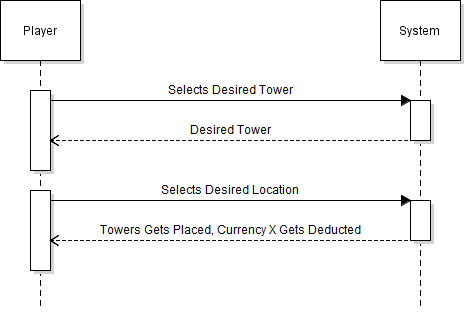 Player
System
Selects Desired Tower
Desired Tower
Selects Desired Location
Towers Gets Placed, Currency X Gets Deducted